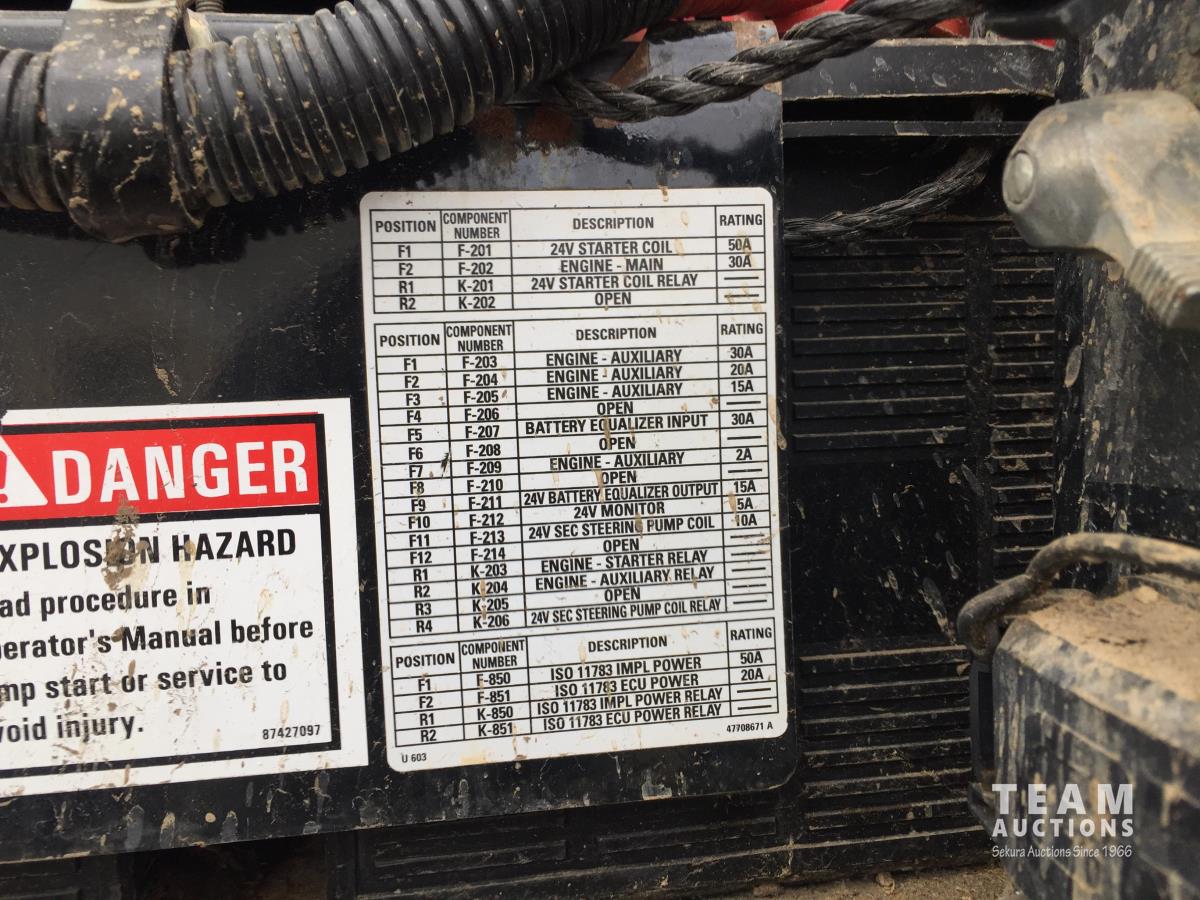 POSITION COMPONENT NUMBER DESCRIPTION RATING
F1 F-201 24V STARTER COIL 50A
F2 F-202 ENGINE - MAIN 30A
R1 K-201 24V STARTER COIL RELAY —
R2 K-202 OPEN —
POSITION COMPONENT NUMBER DESCRIPTION RATING
F1 F-203 ENGINE - AUXILIARY 30A
F2 F-204 ENGINE - AUXILIARY 20A
F3 F-205 ENGINE - AUXILIARY 15A
F4 F-206 OPEN —
F5 F-207 BATTERY EQUALIZER INPUT 30A
F6 F-208 OPEN —
F7 F-209 ENGINE - AUXILIARY 2A
F8 F-210 OPEN —
F9 F-211 24V BATTERY EQUALIZER OUTPUT 15A
F10 F-212 24V MONITOR 5A
F11 F-213 24V SEC STEERING PUMP COIL 10A
F12 F-214 OPEN —
R1 K-203 ENGINE - STARTER RELAY —
R2 K-204 ENGINE - AUXILIARY RELAY —
R3 K-205 OPEN —
R4 K-206 24V SEC STEERING PUMP COIL RELAY —
POSITION COMPONENT NUMBER DESCRIPTION RATING
F1 F-850 ISO 11783 IMPL POWER 50A
F2 F-851 ISO 11783 ECU POWER 20A
R1 K-850 ISO 11783 IMPL POWER RELAY —
R2 K-851 ISO 11783 ECU POWER RELAY —
U 603 47708671 A
DANGER
XPLOSION HAZARD
ad procedure in
perator's Manual before
mp start or service to
void injury.
87427097
TEAM
AUCTIONS
Sekura Auctions Since 1966